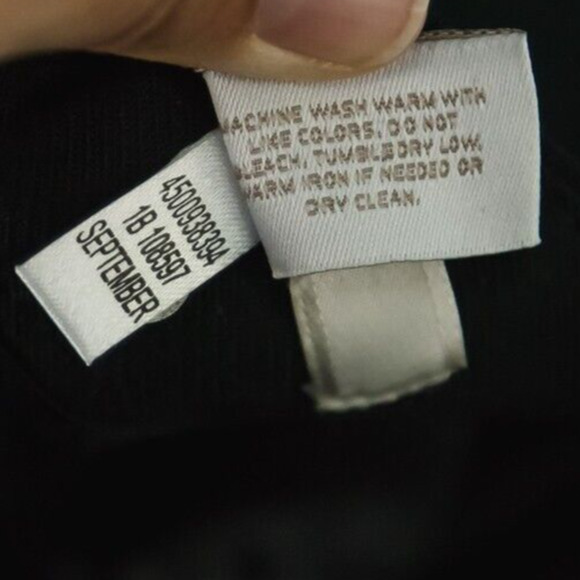 MACHINE WASH WARM WITH
LIKE COLORS. DO NOT
BLEACH. TUMBLE DRY LOW.
WARM IRON IF NEEDED OR
DRY CLEAN.
4500938394
1B 108597
SEPTEMBER